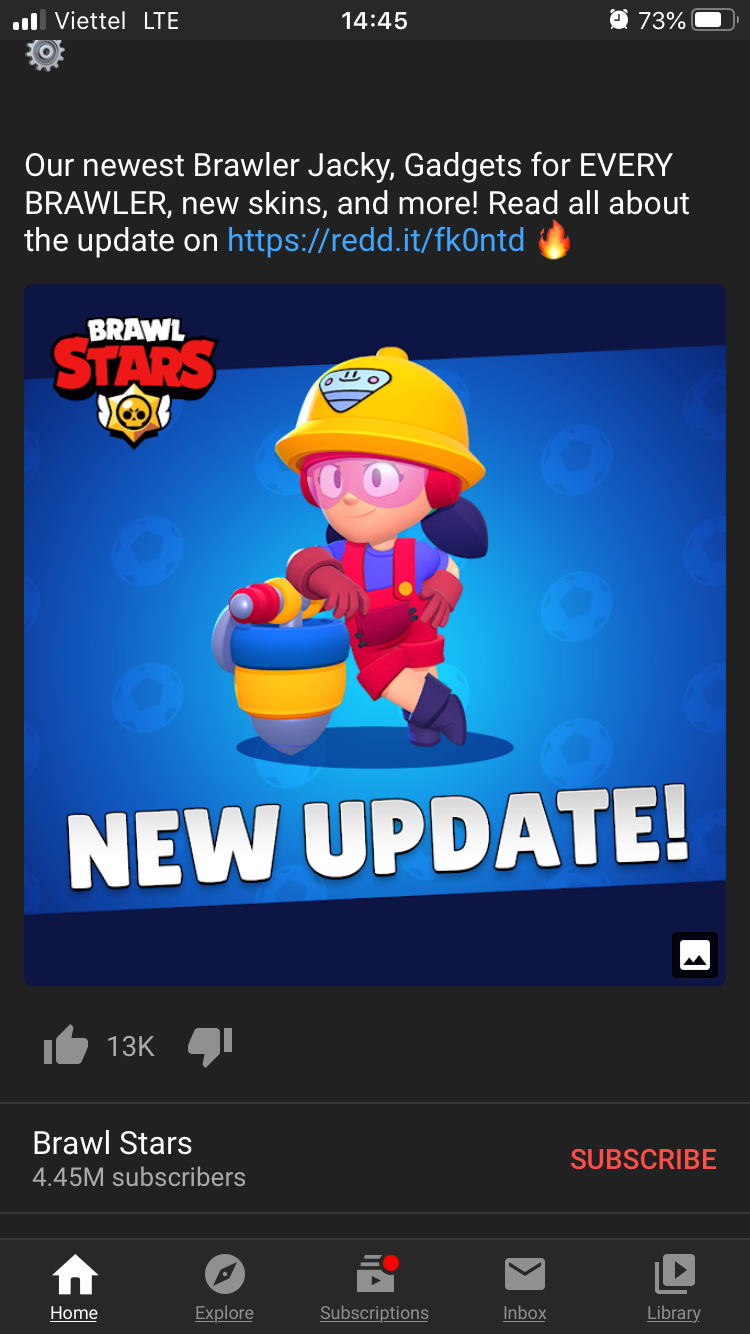 Viettel LTE 14:45 73%
Our newest Brawler Jacky, Gadgets for EVERY
BRAWLER, new skins, and more! Read all about
the update on https://redd.it/fk0ntd 🔥
BRAWL
STARS
NEW UPDATE!
13K
Brawl Stars
SUBSCRIBE
4.45M subscribers
Home Explore Subscriptions Inbox Library